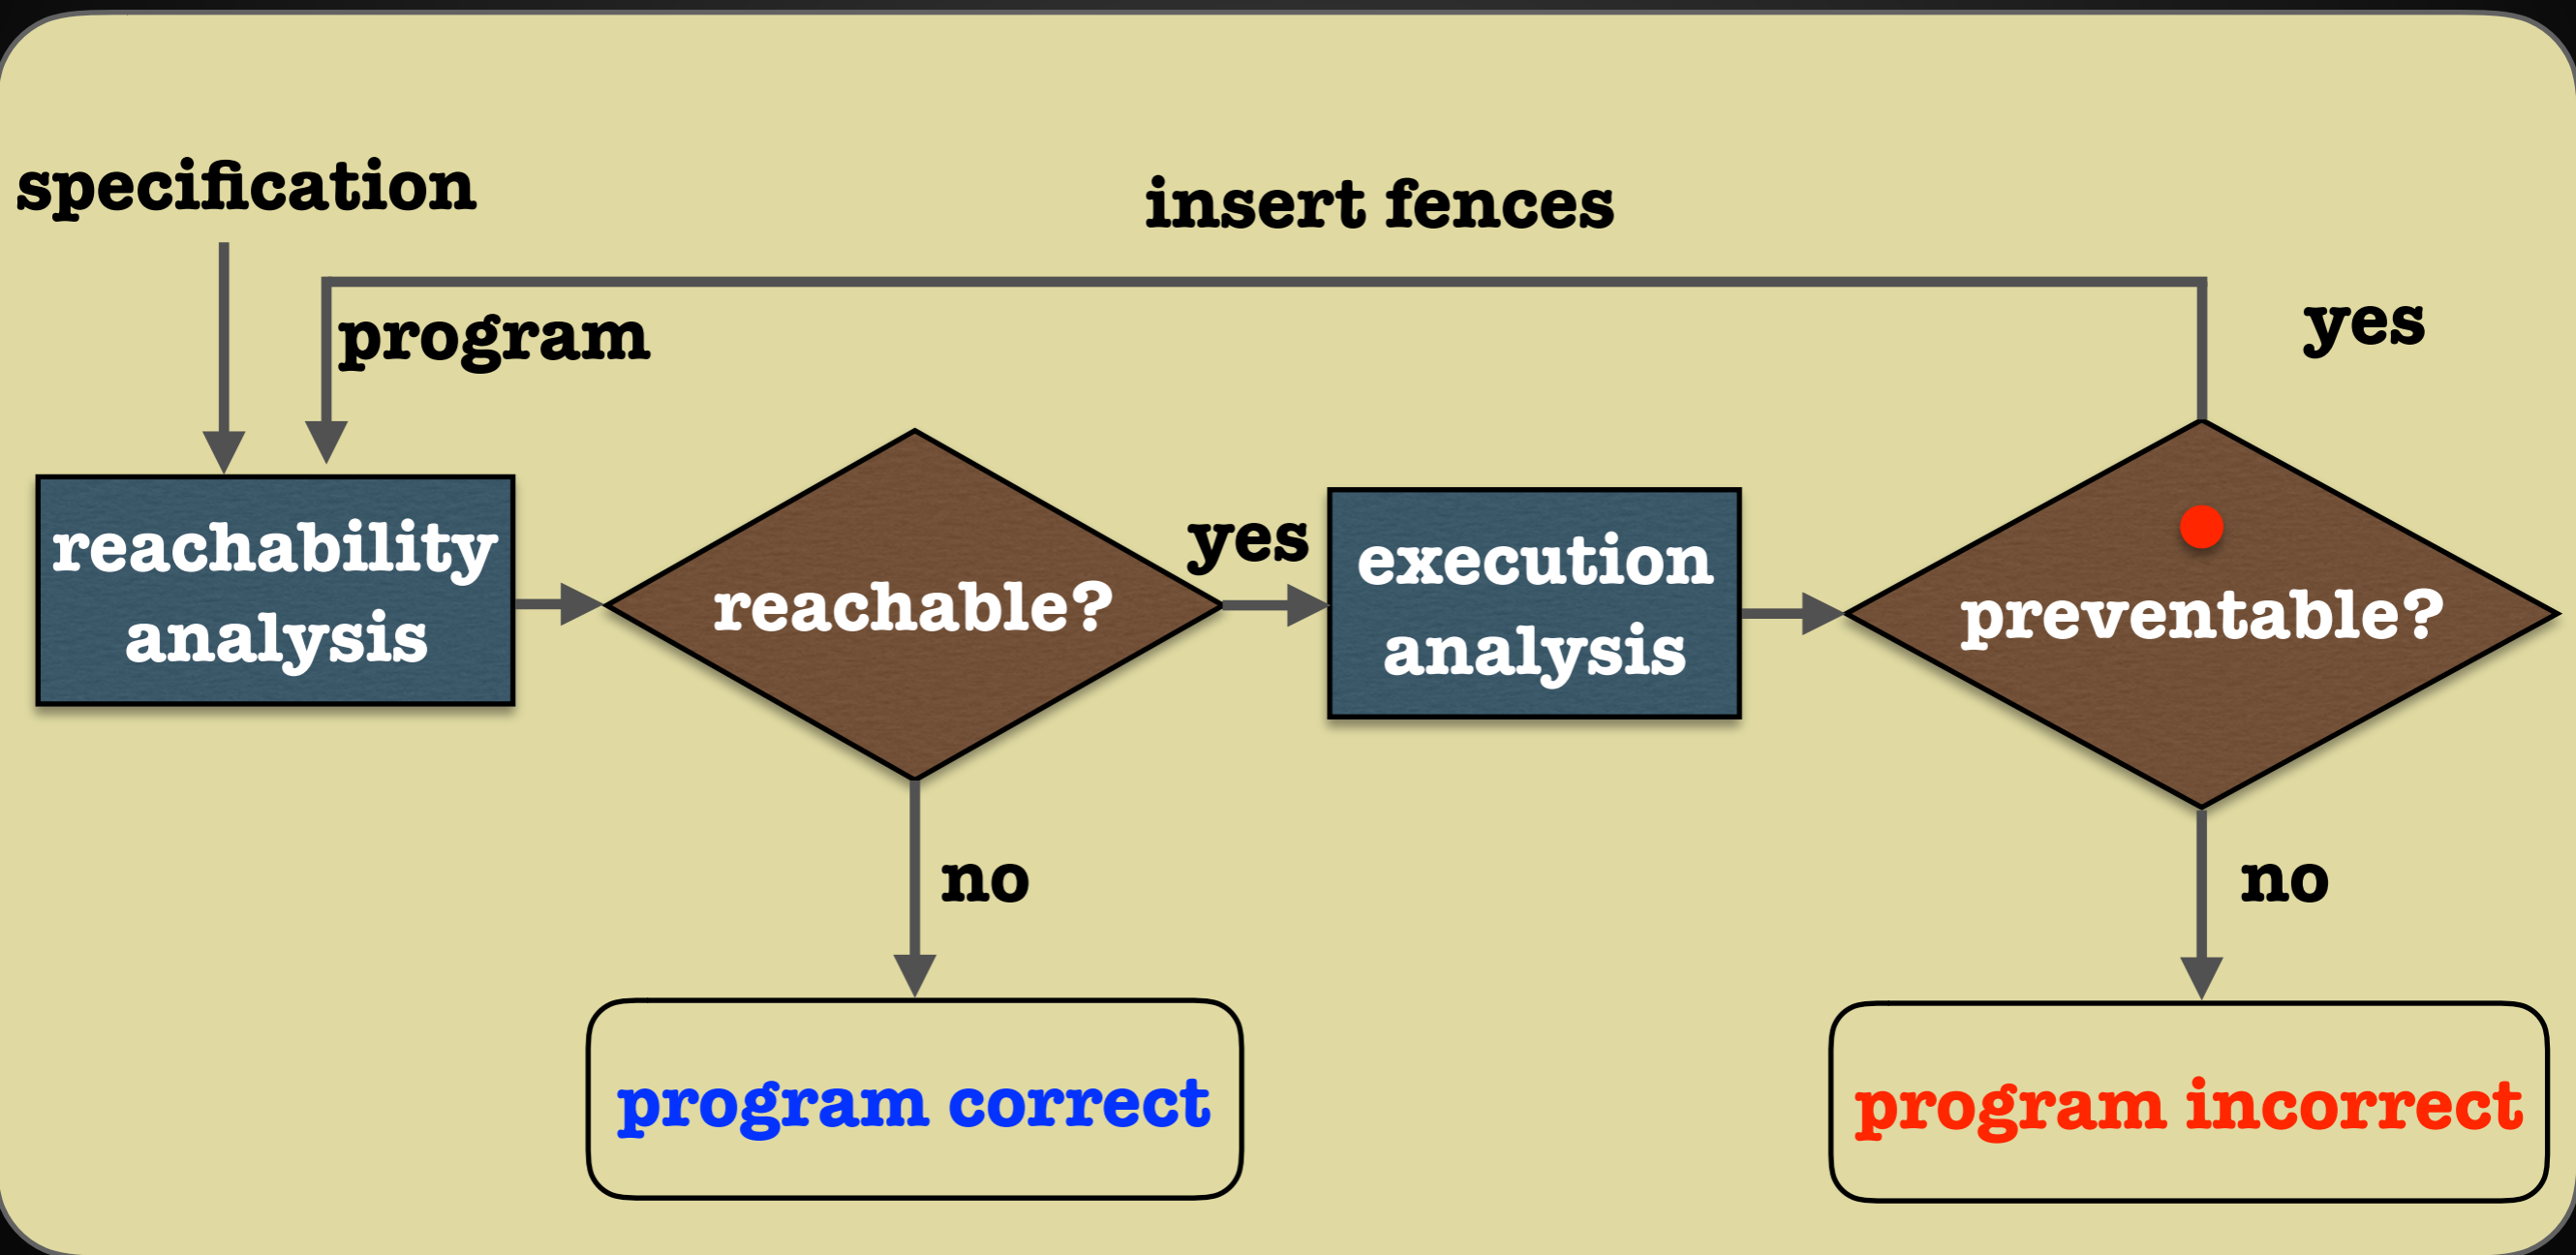 specification
insert fences
program
yes
reachability
analysis
reachable?
yes
execution
analysis
preventable?
no
no
program correct
program incorrect